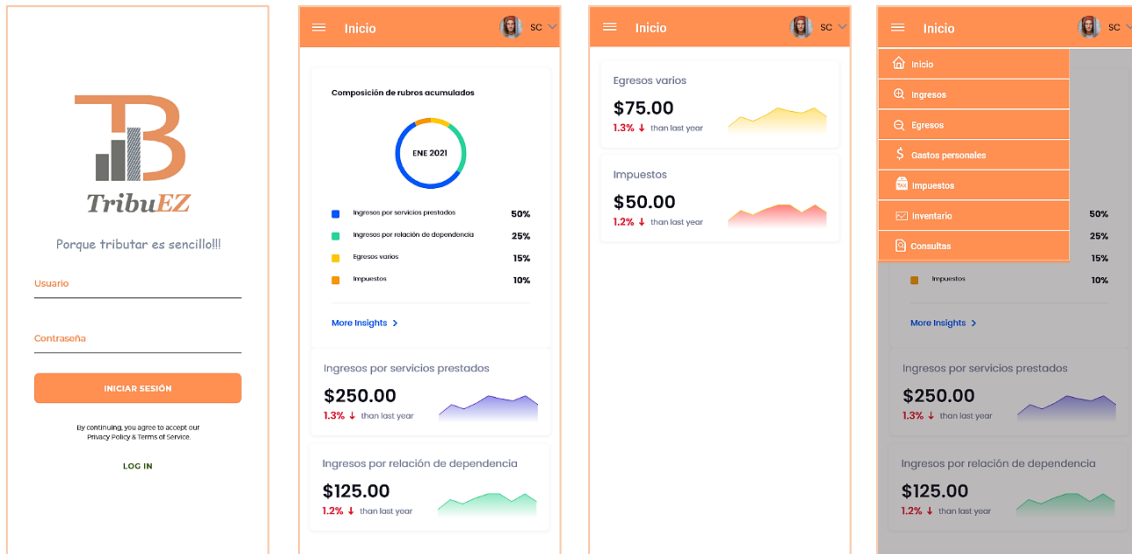 TB
TribuEZ
Porque tributar es sencillo!!!
Usuario
Contraseña
INICIAR SESIÓN
By continuing, you agree to accept our
Privacy Policy & Terms of Service.
LOG IN
Inicio
SC
Composición de rubros acumulados
ENE 2021
Ingresos por servicios prestados 50%
Ingresos por relación de dependencia 25%
Egresos varios 15%
Impuestos 10%
More Insights
Ingresos por servicios prestados
$250.00
1.3% ↓ than last year
Ingresos por relación de dependencia
$125.00
1.2% ↓ than last year
Inicio
SC
Egresos varios
$75.00
1.3% ↓ than last year
Impuestos
$50.00
1.2% ↓ than last year
Inicio
SC
Inicio
Ingresos
Egresos
$ Gastos personales
TAX Impuestos
Inventario
Consultas
50%
25%
15%
Impuestos 10%
More Insights
Ingresos por servicios prestados
$250.00
1.3% ↓ than last year
Ingresos por relación de dependencia
$125.00
1.2% ↓ than last year